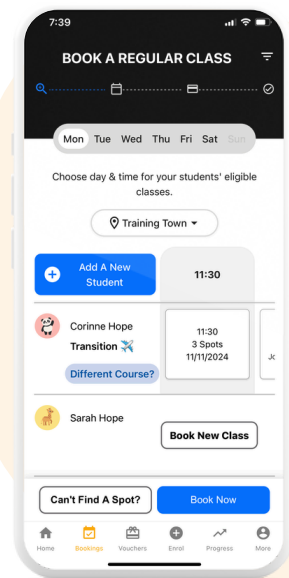 7:39
BOOK A REGULAR CLASS
Mon Tue Wed Thu Fri Sat Sun
Choose day & time for your students' eligible
classes.
Training Town
Add A New
Student
11:30
Corinne Hope
Transition
Different Course?
11:30
3 Spots
11/11/2024
Sarah Hope
Book New Class
Can't Find A Spot?
Book Now
Home Bookings Vouchers Enrol Progress More